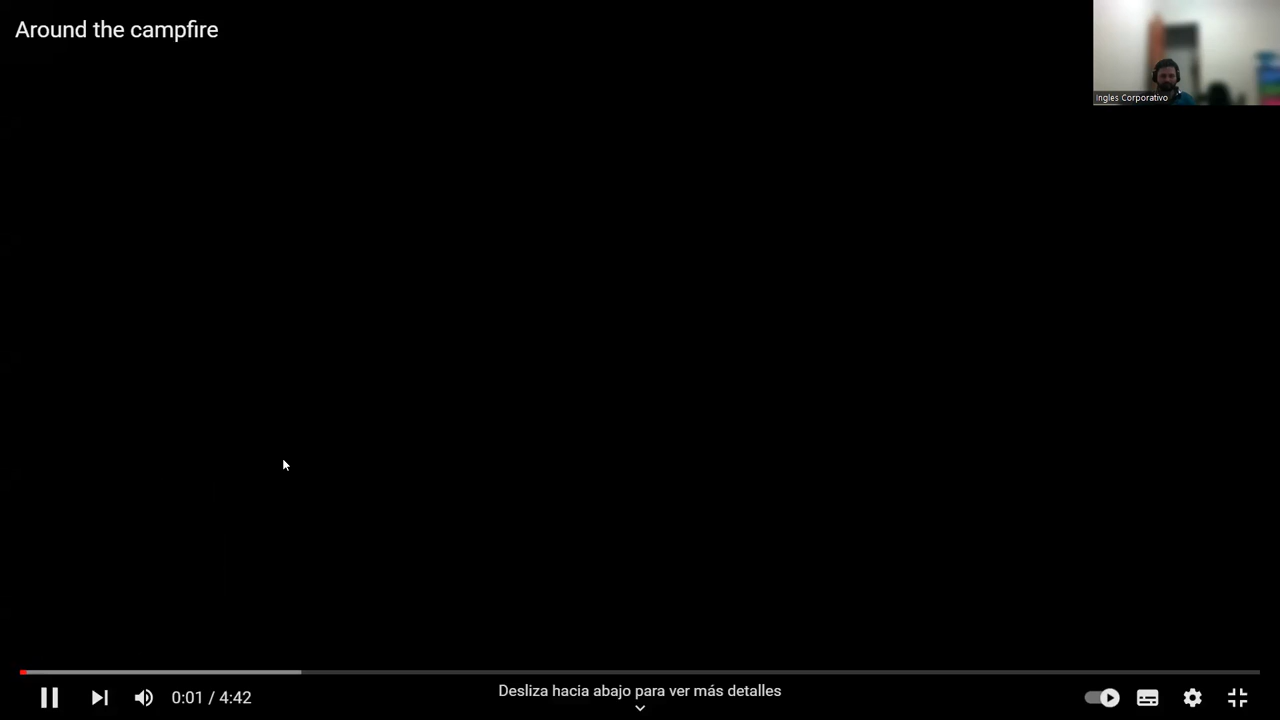 Around the campfire
Ingles Corporativo
0:01 / 4:42
Desliza hacia abajo para ver más detalles